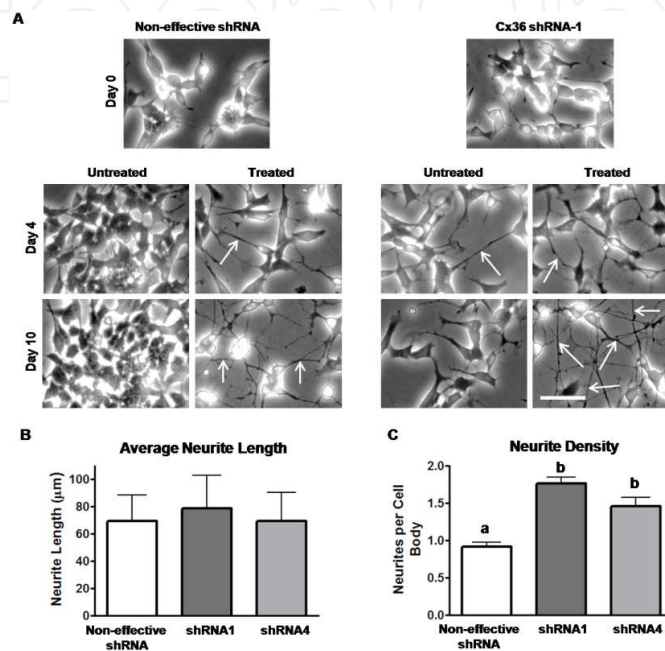 A
Non-effective shRNA
Cx36 shRNA-1
Day 0
Untreated
Treated
Untreated
Treated
Day 4
Day 10
B
Average Neurite Length
Neurite Length (μm)
100
80
60
40
20
0
Non-effective
shRNA
shRNA1
shRNA4
C
Neurite Density
Neurites per Cell
Body
2.0
1.5
1.0
0.5
0.0
a
b
b
Non-effective
shRNA
shRNA1
shRNA4